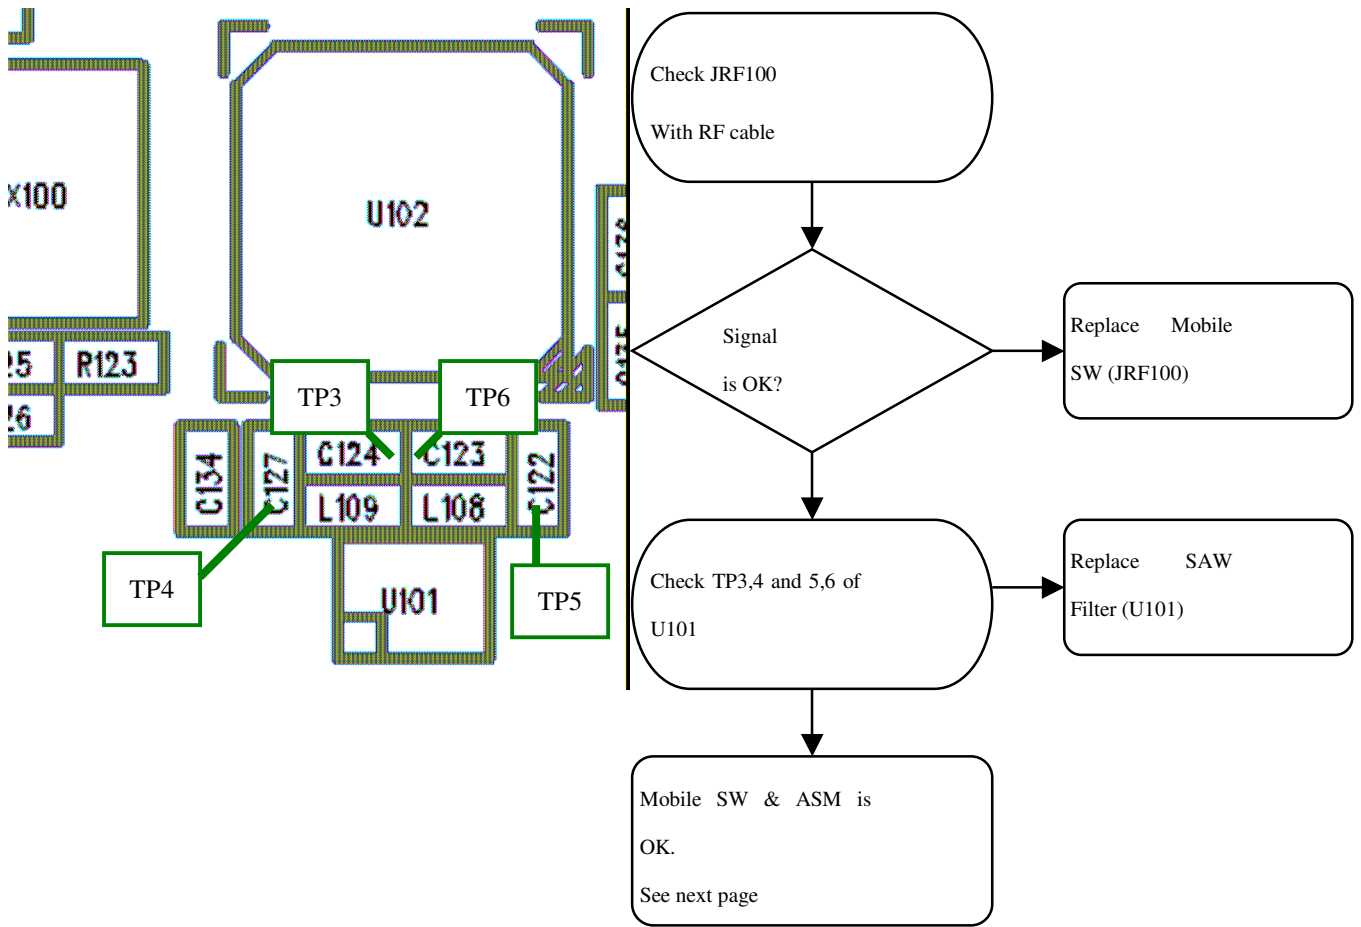 X100
U102
25
R123
26
TP3
TP6
C134
C127
C124
C123
C122
L109
L108
TP4
U101
TP5
Check JRF100
With RF cable
Signal
is OK?
Replace Mobile
SW (JRF100)
Check TP3,4 and 5,6 of
U101
Replace SAW
Filter (U101)
Mobile SW & ASM is
OK.
See next page